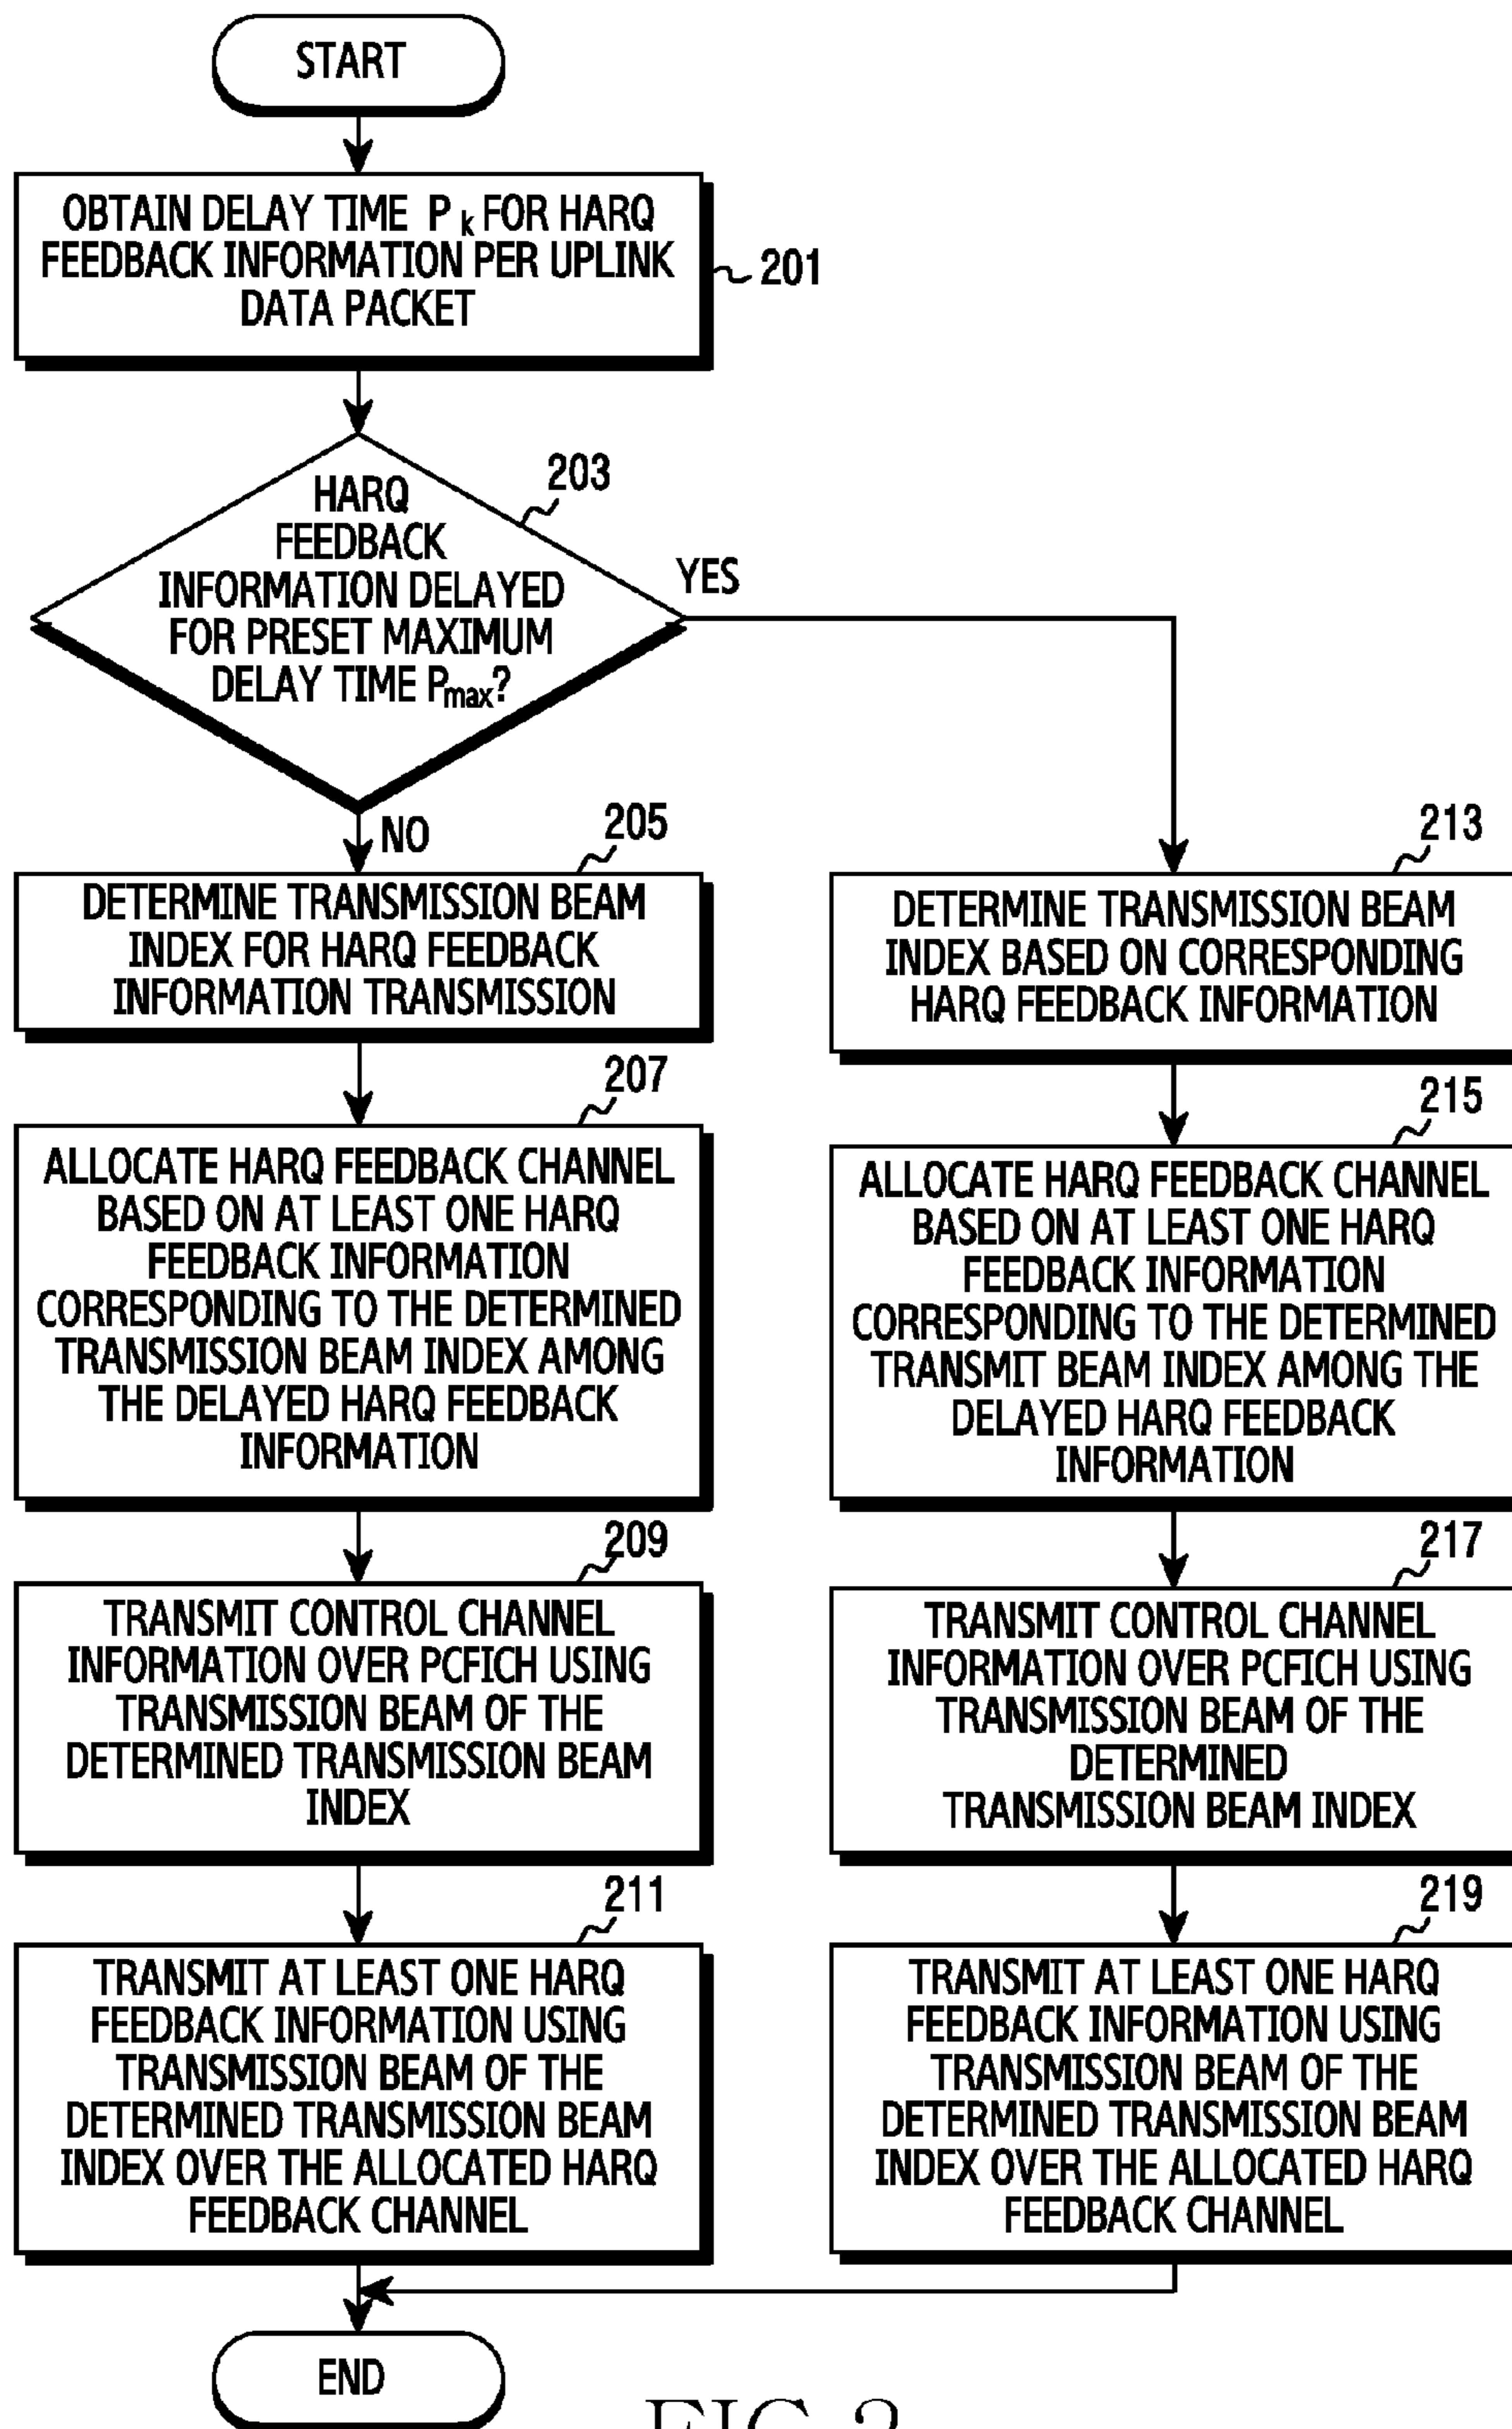 START
OBTAIN DELAY TIME Pk FOR HARQ
FEEDBACK INFORMATION PER UPLINK
DATA PACKET
201
HARQ
FEEDBACK
INFORMATION DELAYED
FOR PRESET MAXIMUM
DELAY TIME Pmax?
203
YES
NO
205
DETERMINE TRANSMISSION BEAM
INDEX FOR HARQ FEEDBACK
INFORMATION TRANSMISSION
207
ALLOCATE HARQ FEEDBACK CHANNEL
BASED ON AT LEAST ONE HARQ
FEEDBACK INFORMATION
CORRESPONDING TO THE DETERMINED
TRANSMISSION BEAM INDEX AMONG
THE DELAYED HARQ FEEDBACK
INFORMATION
209
TRANSMIT CONTROL CHANNEL
INFORMATION OVER PCFICH USING
TRANSMISSION BEAM OF THE
DETERMINED TRANSMISSION BEAM
INDEX
211
TRANSMIT AT LEAST ONE HARQ
FEEDBACK INFORMATION USING
TRANSMISSION BEAM OF THE
DETERMINED TRANSMISSION BEAM
INDEX OVER THE ALLOCATED HARQ
FEEDBACK CHANNEL
213
DETERMINE TRANSMISSION BEAM
INDEX BASED ON CORRESPONDING
HARQ FEEDBACK INFORMATION
215
ALLOCATE HARQ FEEDBACK CHANNEL
BASED ON AT LEAST ONE HARQ
FEEDBACK INFORMATION
CORRESPONDING TO THE DETERMINED
TRANSMIT BEAM INDEX AMONG THE
DELAYED HARQ FEEDBACK
INFORMATION
217
TRANSMIT CONTROL CHANNEL
INFORMATION OVER PCFICH USING
TRANSMISSION BEAM OF THE
DETERMINED
TRANSMISSION BEAM INDEX
219
TRANSMIT AT LEAST ONE HARQ
FEEDBACK INFORMATION USING
TRANSMISSION BEAM OF THE
DETERMINED TRANSMISSION BEAM
INDEX OVER THE ALLOCATED HARQ
FEEDBACK CHANNEL
END